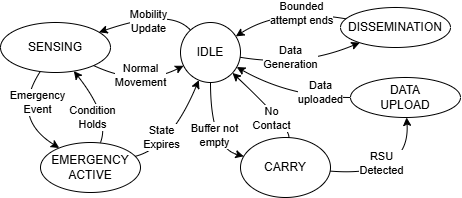 Mobility
Update
Bounded
attempt ends
DISSEMINATION
SENSING
IDLE
Data
Generation
Normal
Movement
Emergency
Event
Condition
Holds
Data
uploaded
DATA
UPLOAD
No
Contact
State
Expires
Buffer not
empty
EMERGENCY
ACTIVE
CARRY
RSU
Detected